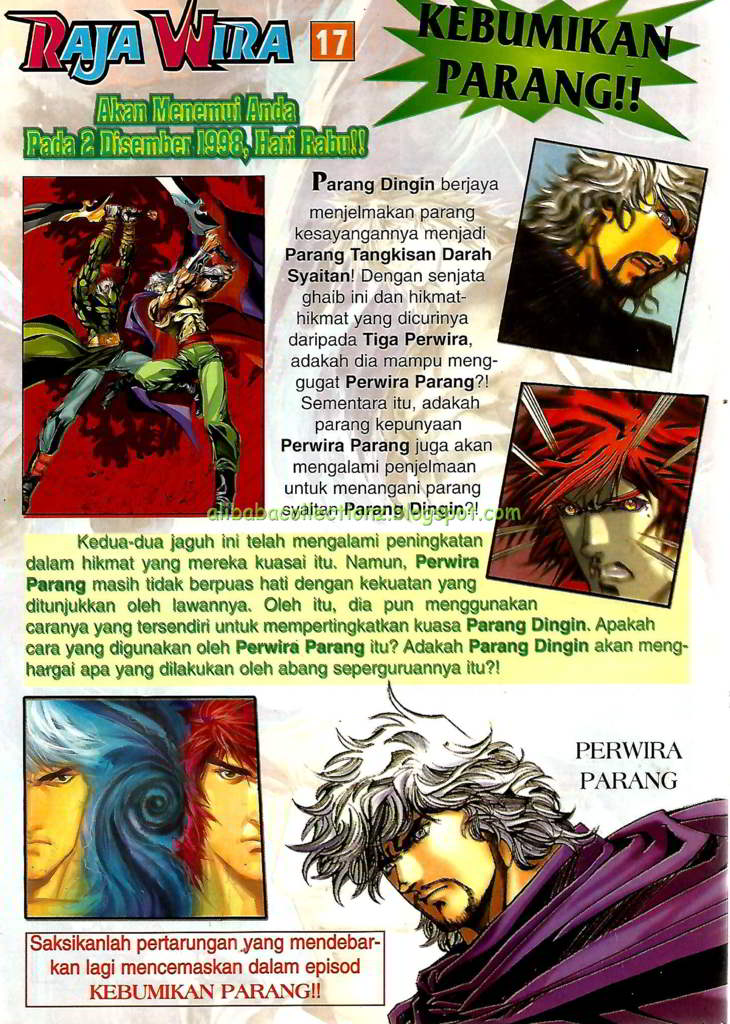 RAJA WIRA 17
KEBUMIKAN
PARANG!!
Akan Menemui Anda
Pada 2 Disember 1998, Hari Rabu!!
Parang Dingin berjaya
menjelmakan parang
kesayangannya menjadi
Parang Tangkisan Darah
Syaitan! Dengan senjata
ghaib ini dan hikmat-
hikmat yang dicurinya
daripada Tiga Perwira,
adakah dia mampu meng-
gugat Perwira Parang?!
Sementara itu, adakah
parang kepunyaan
Perwira Parang juga akan
mengalami penjelmaan
untuk menangani parang
syaitan Parang Dingin?!
alibabacollectionz.blogspot.com
Kedua-dua jaguh ini telah mengalami peningkatan
dalam hikmat yang mereka kuasai itu. Namun, Perwira
Parang masih tidak berpuas hati dengan kekuatan yang
ditunjukkan oleh lawannya. Oleh itu, dia pun menggunakan
caranya yang tersendiri untuk mempertingkatkan kuasa Parang Dingin. Apakah
cara yang digunakan oleh Perwira Parang itu? Adakah Parang Dingin akan meng-
hargai apa yang dilakukan oleh abang seperguruannya itu?!
PERWIRA
PARANG
Saksikanlah pertarungan yang mendebar-
kan lagi mencemaskan dalam episod
KEBUMIKAN PARANG!!